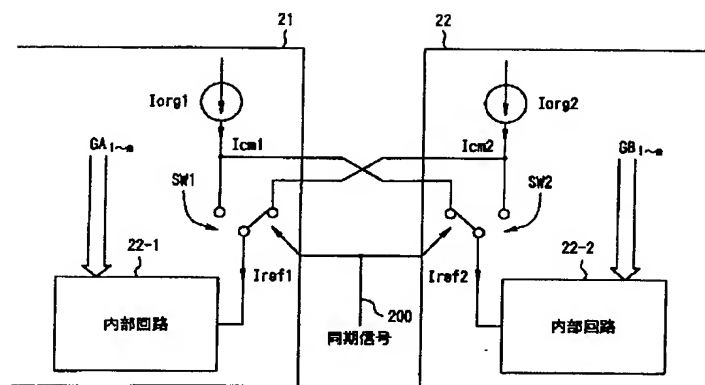 21
22
Iorg1
Iorg2
GA1~m
Icm1
Icm2
GB1~m
SW1
SW2
22-1
22-2
Iref1
Iref2
内部回路
200
同期信号
内部回路